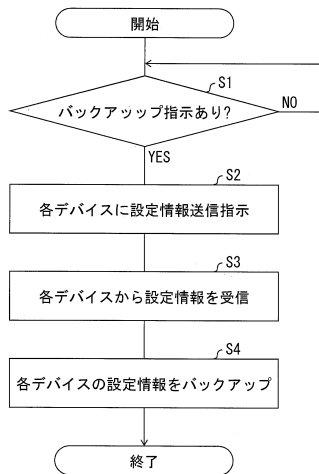 開始
S1
バックアッップ指示あり?
NO
YES
S2
各デバイスに設定情報送信指示
S3
各デバイスから設定情報を受信
S4
各デバイスの設定情報をバックアップ
終了